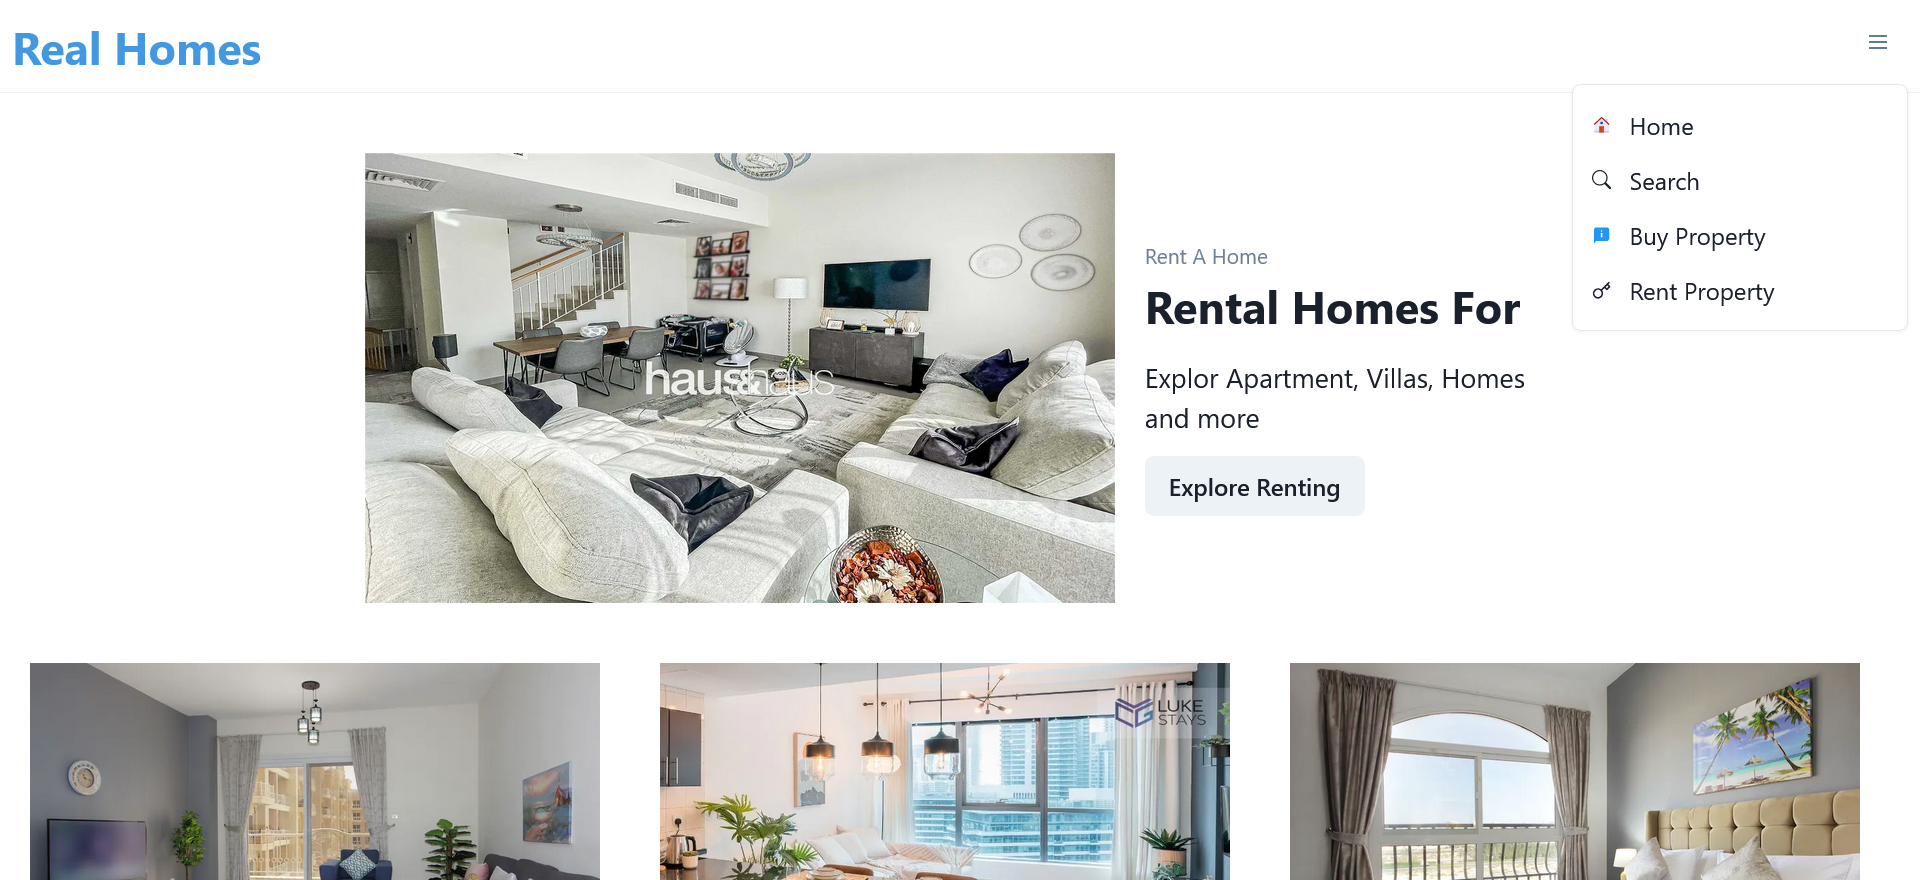 Real Homes
Home
Search
Buy Property
Rent Property
Rent A Home
Rental Homes For
Explor Apartment, Villas, Homes
and more
Explore Renting
haus&haus
LUKE
STAYS